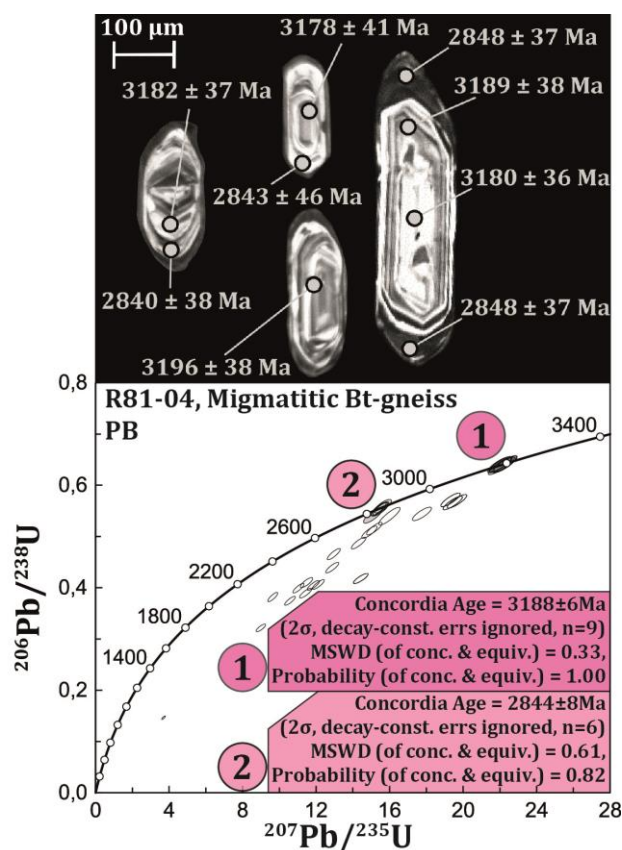 100 μm
3178 ± 41 Ma
2848 ± 37 Ma
3182 ± 37 Ma
3189 ± 38 Ma
3180 ± 36 Ma
2843 ± 46 Ma
2840 ± 38 Ma
3196 ± 38 Ma
2848 ± 37 Ma
0,8
R81-04, Migmatitic Bt-gneiss
PB
1
3400
2
3000
0,6
2600
2200
0,4
1800
1400
Concordia Age = 3188±6Ma
(2σ, decay-const. errs ignored, n=9)
MSWD (of conc. & equiv.) = 0.33,
Probability (of conc. & equiv.) = 1.00
1
0,2
Concordia Age = 2844±8Ma
(2σ, decay-const. errs ignored, n=6)
MSWD (of conc. & equiv.) = 0.61,
Probability (of conc. & equiv.) = 0.82
2
0,0
206Pb/238U
0 4 8 12 16 20 24 28
207Pb/235U